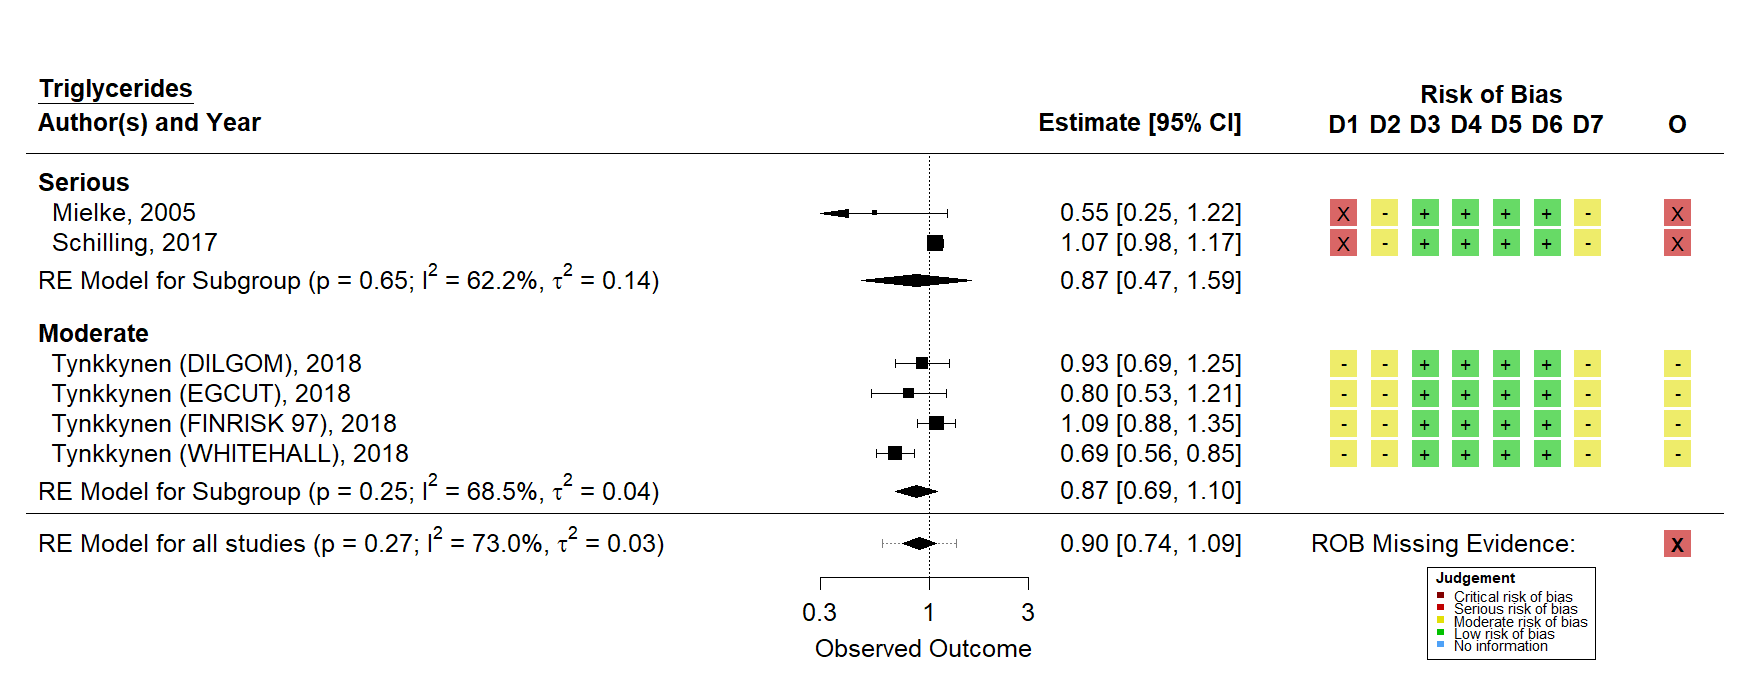 Triglycerides
Risk of Bias
Author(s) and Year Estimate [95% CI] D1 D2 D3 D4 D5 D6 D7 O
Serious
Mielke, 2005 0.55 [0.25, 1.22] X - + + + + - X
Schilling, 2017 1.07 [0.98, 1.17] X - + + + + - X
RE Model for Subgroup (p = 0.65; I² = 62.2%, τ² = 0.14) 0.87 [0.47, 1.59]
Moderate
Tynkkynen (DILGOM), 2018 0.93 [0.69, 1.25] - - + + + + - -
Tynkkynen (EGCUT), 2018 0.80 [0.53, 1.21] - - + + + + - -
Tynkkynen (FINRISK 97), 2018 1.09 [0.88, 1.35] - - + + + + - -
Tynkkynen (WHITEHALL), 2018 0.69 [0.56, 0.85] - - + + + + - -
RE Model for Subgroup (p = 0.25; I² = 68.5%, τ² = 0.04) 0.87 [0.69, 1.10]
RE Model for all studies (p = 0.27; I² = 73.0%, τ² = 0.03) 0.90 [0.74, 1.09] ROB Missing Evidence: X
0.3 1 3
Observed Outcome
Judgement
Critical risk of bias
Serious risk of bias
Moderate risk of bias
Low risk of bias
No information